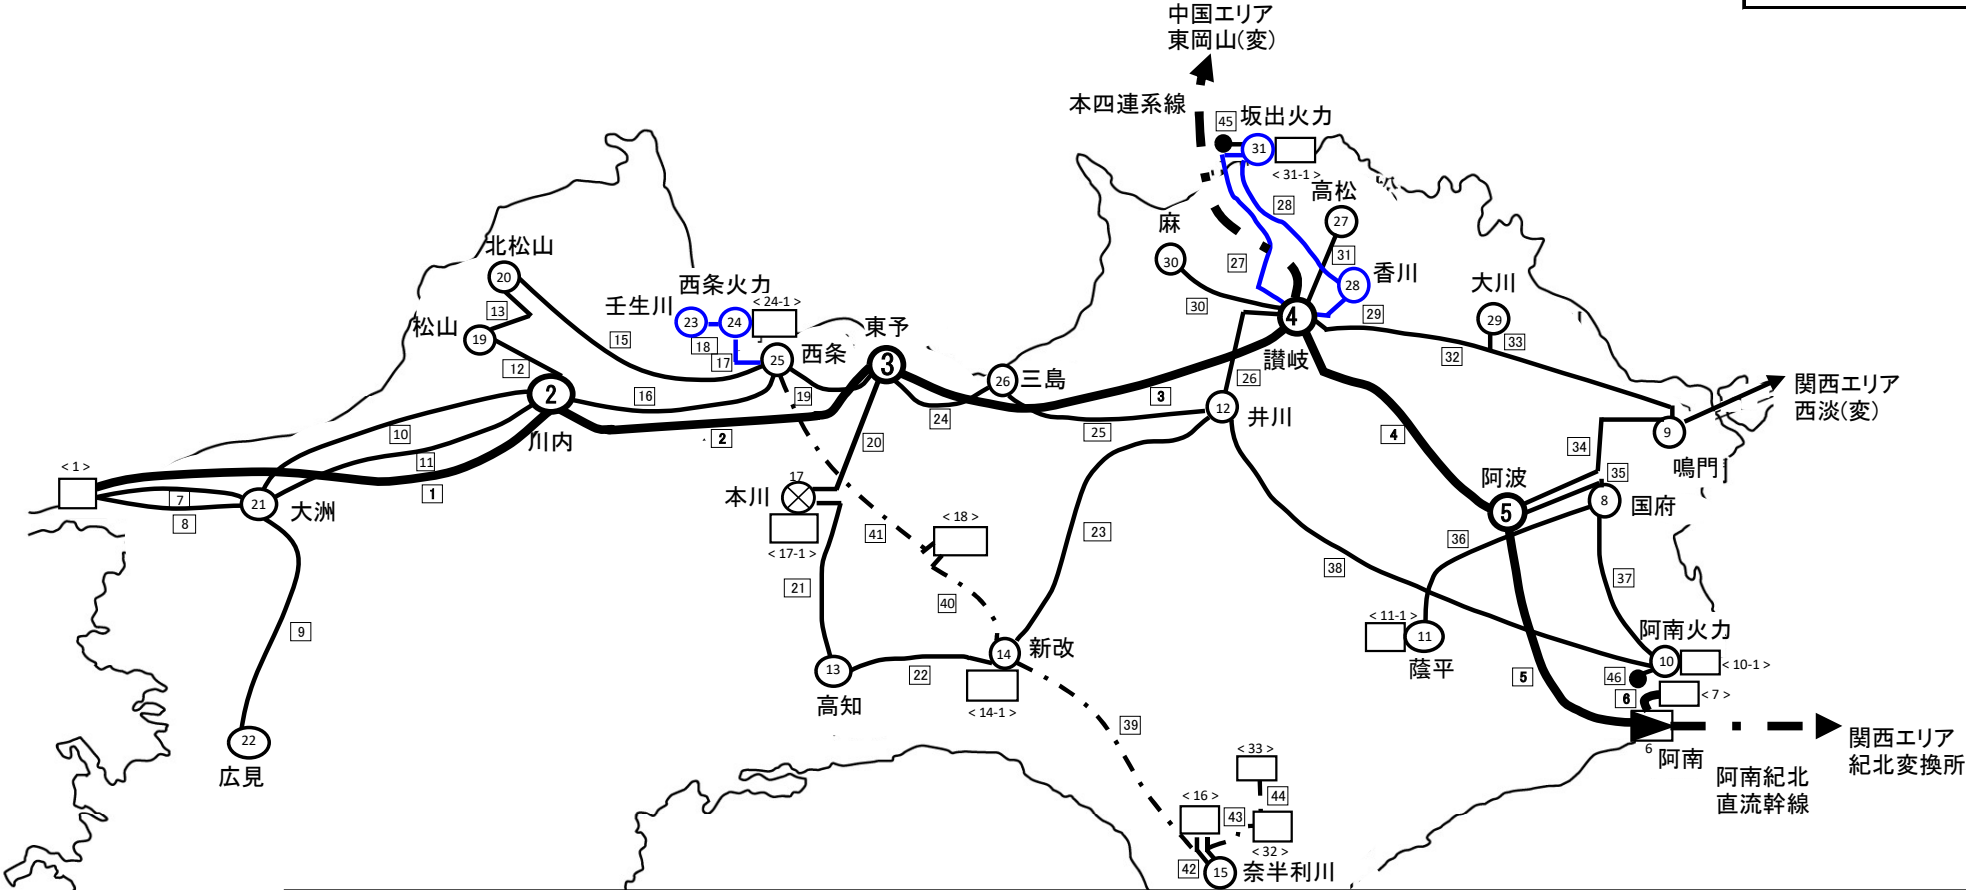 中国エリア
東岡山(変)
本四連系線
45
坂出火力
31
< 31-1 >
高松
28
27
麻
30
27
31
28
香川
大川
29
30
4
29
32
33
讃岐
関西エリア
西淡(変)
北松山
20
13
松山
19
12
15
西条火力
< 24-1 >
壬生川
23
24
18
17
25
西条
東予
3
2
16
19
川内
2
10
11
1
24
26
三島
25
3
26
12
井川
4
34
35
9
鳴門
阿波
5
8
国府
< 1 >
7
8
21
大洲
20
17
本川
< 17-1 >
41
< 18 >
40
23
21
36
38
37
9
22
広見
13
高知
22
14
新改
< 14-1 >
39
< 11-1 >
11
蔭平
阿南火力
10
< 10-1 >
46
5
6
< 7 >
6
阿南
関西エリア
紀北変換所
阿南紀北
直流幹線
< 33 >
44
< 16 >
43
< 32 >
42
15
奈半利川